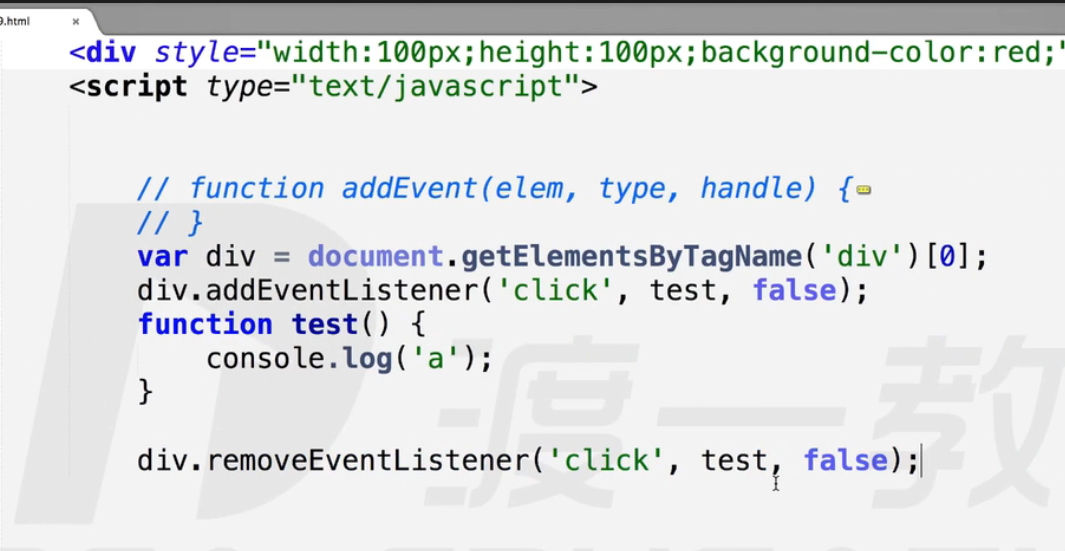 9.html ×
<div style="width:100px;height:100px;background-color:red;"
<script type="text/javascript">
// function addEvent(elem, type, handle) {
// }
var div = document.getElementsByTagName('div')[0];
div.addEventListener('click', test, false);
function test() {
console.log('a');
}
div.removeEventListener('click', test, false);
渡一教